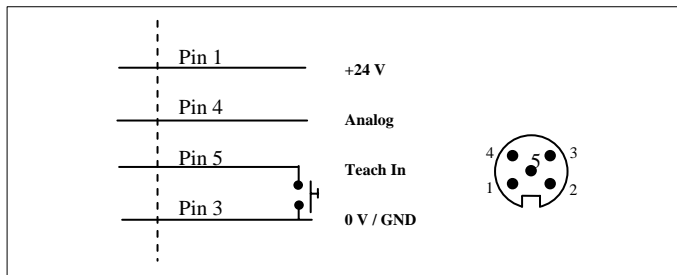 Pin 1 +24 V
Pin 4 Analog
Pin 5 Teach In
Pin 3 0 V / GND
4 5 3
1 2